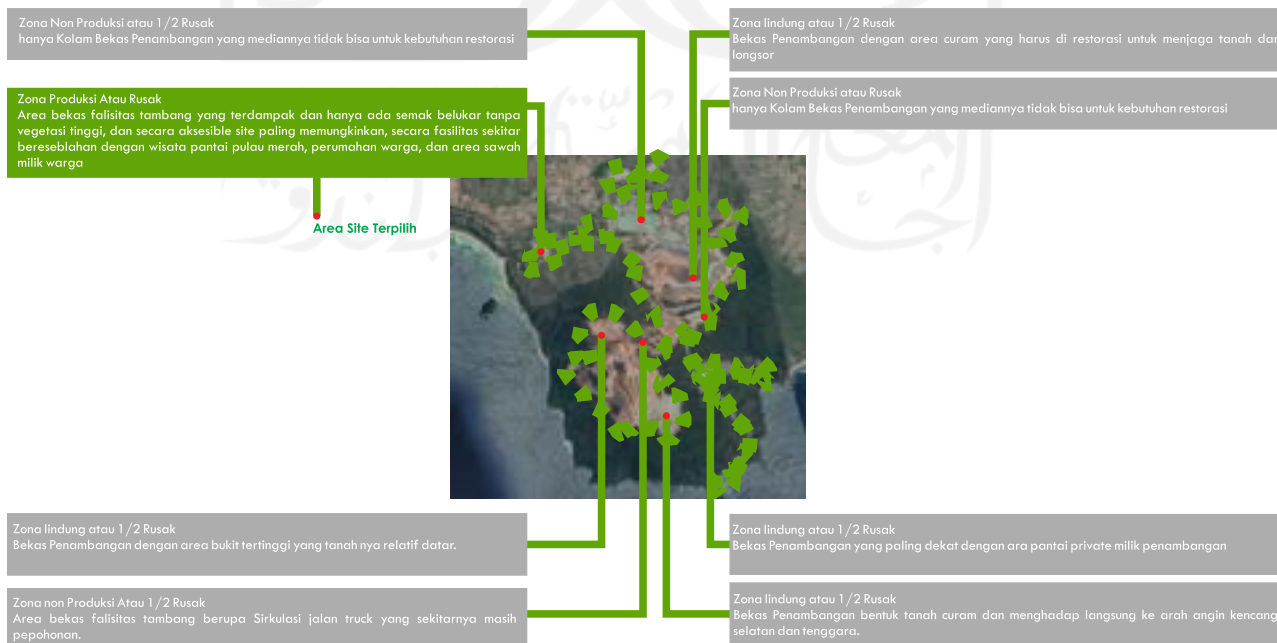 Zona Non Produksi atau 1/2 Rusak
hanya Kolam Bekas Penambangan yang mediannya tidak bisa untuk kebutuhan restorasi
Zona Produksi Atau Rusak
Area bekas falisitas tambang yang terdampak dan hanya ada semak belukar tanpa
vegetasi tinggi, dan secara aksesible site paling memungkinkan, secara fasilitas sekitar
bereseblahan dengan wisata pantai pulau merah, perumahan warga, dan area sawah
milik warga
Area Site Terpilih
Zona lindung atau 1/2 Rusak
Bekas Penambangan dengan area curam yang harus di restorasi untuk menjaga tanah dar
longsor
Zona Non Produksi atau Rusak
hanya Kolam Bekas Penambangan yang mediannya tidak bisa untuk kebutuhan restorasi
Zona lindung atau 1/2 Rusak
Bekas Penambangan dengan area bukit tertinggi yang tanah nya relatif datar.
Zona non Produksi Atau 1/2 Rusak
Area bekas falisitas tambang berupa Sirkulasi jalan truck yang sekitarnya masih
pepohonan.
Zona lindung atau 1/2 Rusak
Bekas Penambangan yang paling dekat dengan ara pantai private milik penambangan
Zona lindung atau 1/2 Rusak
Bekas Penambangan bentuk tanah curam dan menghadap langsung ke arah angin kencang
selatan dan tenggara.